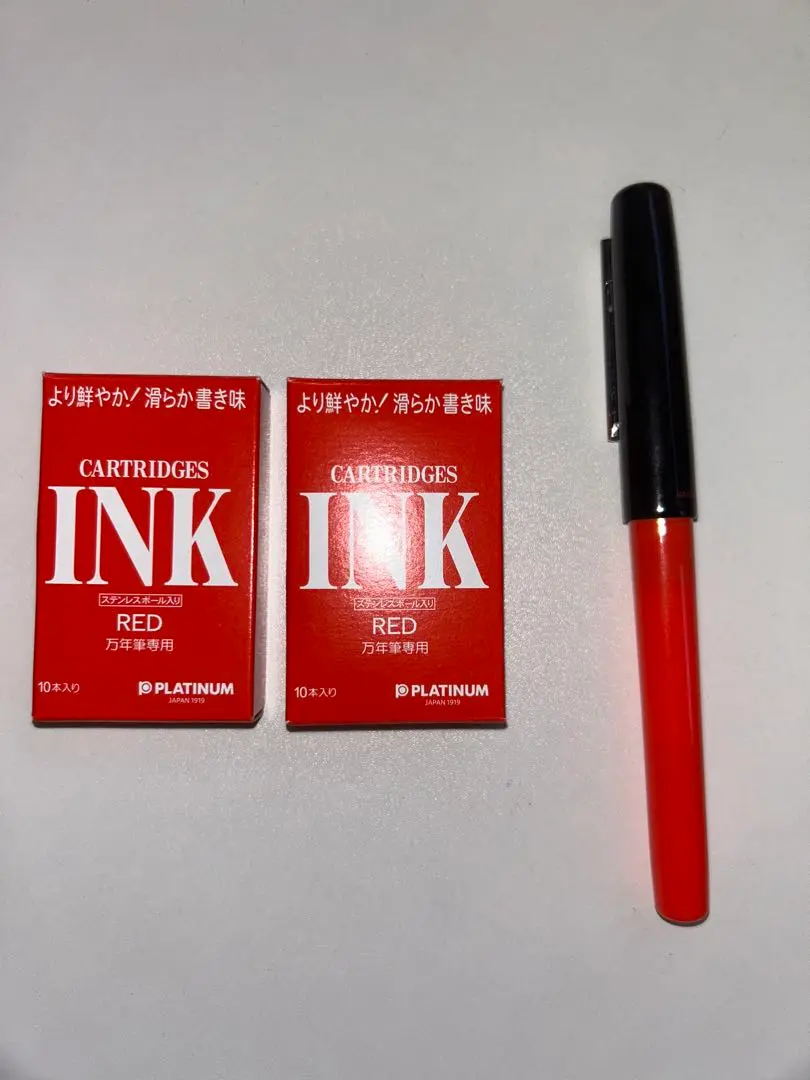 より鮮やか！滑らか書き味
CARTRIDGES
INK
ステンレスボール入り
RED
万年筆専用
10本入り
PLATINUM
JAPAN 1919
より鮮やか！滑らか書き味
CARTRIDGES
INK
ステンレスボール入り
RED
万年筆専用
10本入り
PLATINUM
JAPAN 1919